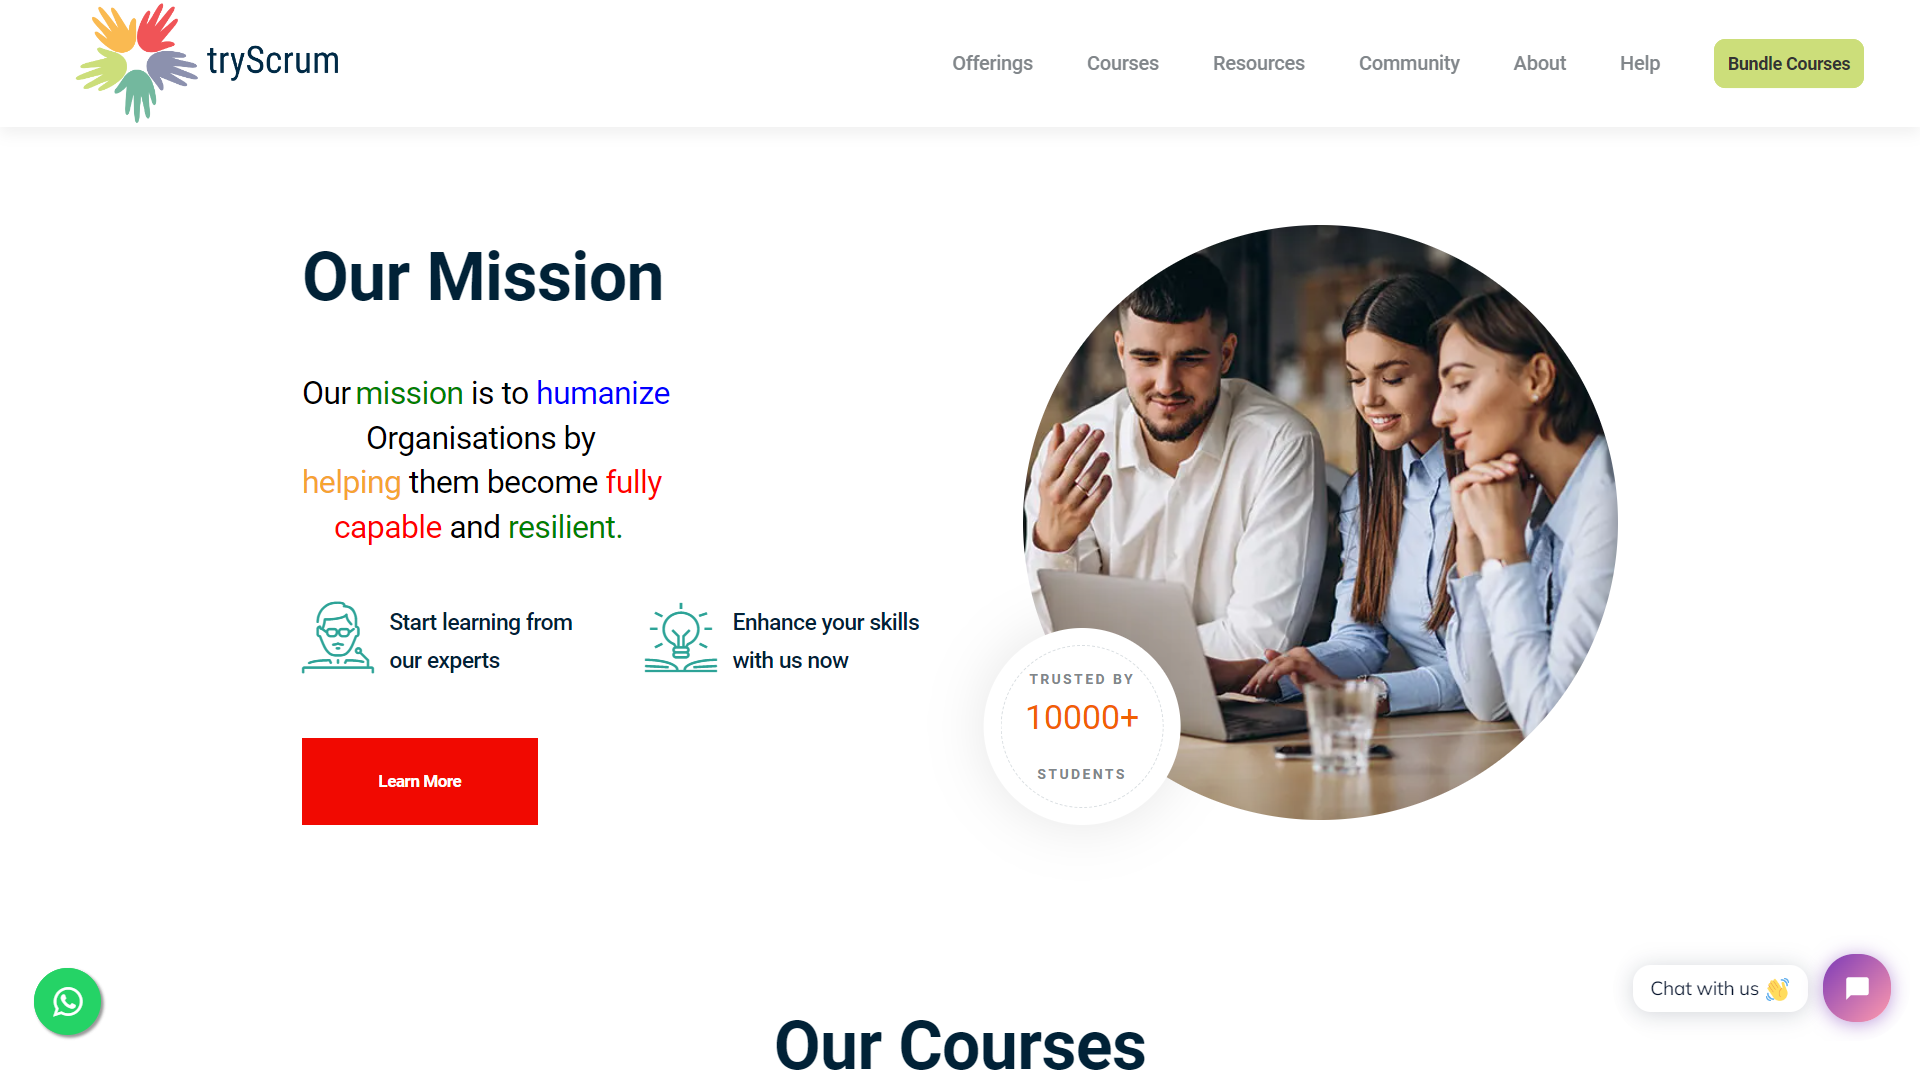 tryScrum
Offerings
Courses
Resources
Community
About
Help
Bundle Courses
Our Mission
Our mission is to humanize
Organisations by
helping them become fully
capable and resilient.
Start learning from
our experts
Enhance your skills
with us now
Learn More
TRUSTED BY
10000+
STUDENTS
Chat with us 👋
Our Courses